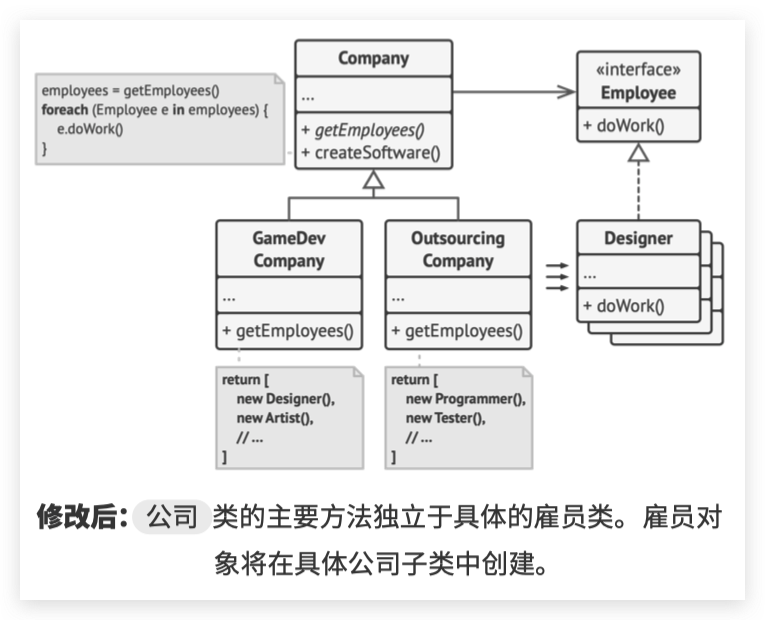 employees = getEmployees()
foreach (Employee e in employees) {
e.doWork()
}
Company
...
+ getEmployees()
+ createSoftware()
«interface»
Employee
+ doWork()
GameDev
Company
...
+ getEmployees()
Outsourcing
Company
...
+ getEmployees()
Designer
...
+ doWork()
return [
new Designer(),
new Artist(),
// ...
]
return [
new Programmer(),
new Tester(),
// ...
]
修改后： 公司 类的主要方法独立于具体的雇员类。 雇员对
象将在具体公司子类中创建。